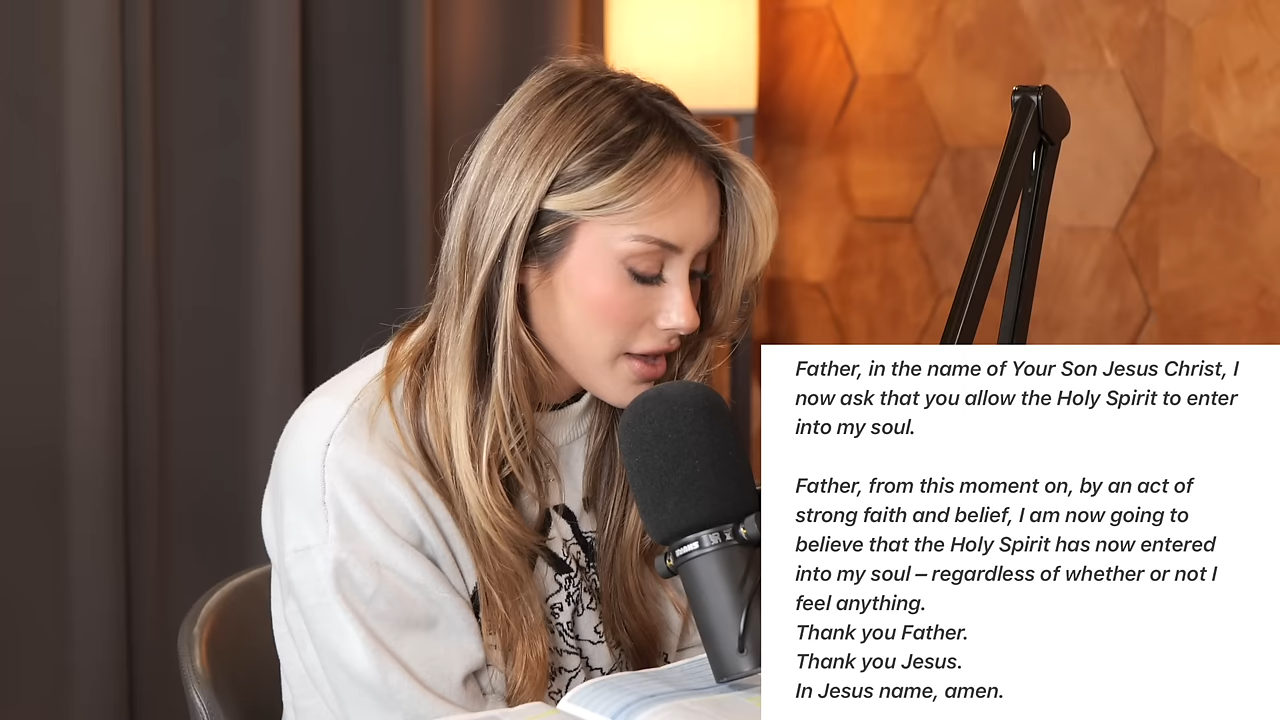 Father, in the name of Your Son Jesus Christ, I
now ask that you allow the Holy Spirit to enter
into my soul.
Father, from this moment on, by an act of
strong faith and belief, I am now going to
believe that the Holy Spirit has now entered
into my soul – regardless of whether or not I
feel anything.
Thank you Father.
Thank you Jesus.
In Jesus name, amen.